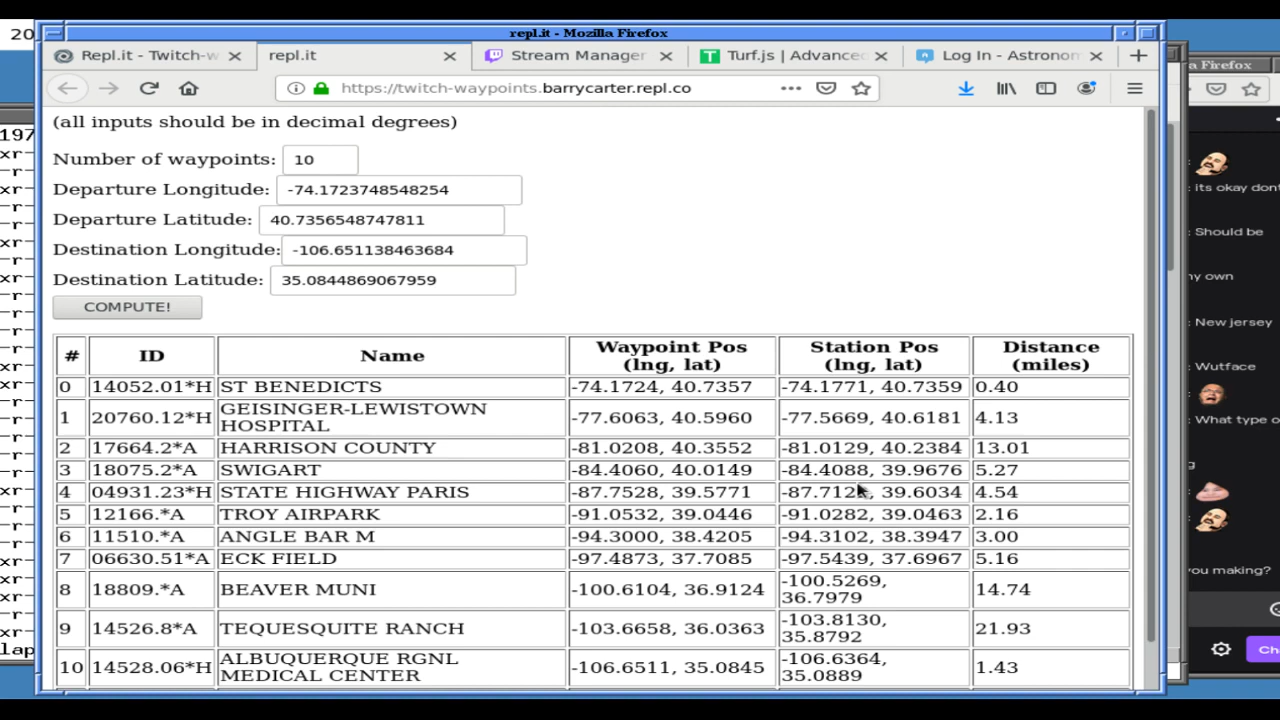 20
repl.it - Mozilla Firefox
a Firefox
Repl.it - Twitch-w
repl.it
Stream Manager
Turf.js | Advance
Log In - Astronom
https://twitch-waypoints.barrycarter.repl.co
(all inputs should be in decimal degrees)
Number of waypoints: 10
Departure Longitude: -74.1723748548254
Departure Latitude: 40.7356548747811
Destination Longitude: -106.651138463684
Destination Latitude: 35.0844869067959
COMPUTE!
# ID Name Waypoint Pos (lng, lat) Station Pos (lng, lat) Distance (miles)
0 14052.01*H ST BENEDICTS -74.1724, 40.7357 -74.1771, 40.7359 0.40
1 20760.12*H GEISINGER-LEWISTOWN HOSPITAL -77.6063, 40.5960 -77.5669, 40.6181 4.13
2 17664.2*A HARRISON COUNTY -81.0208, 40.3552 -81.0129, 40.2384 13.01
3 18075.2*A SWIGART -84.4060, 40.0149 -84.4088, 39.9676 5.27
4 04931.23*H STATE HIGHWAY PARIS -87.7528, 39.5771 -87.712 , 39.6034 4.54
5 12166.*A TROY AIRPARK -91.0532, 39.0446 -91.0282, 39.0463 2.16
6 11510.*A ANGLE BAR M -94.3000, 38.4205 -94.3102, 38.3947 3.00
7 06630.51*A ECK FIELD -97.4873, 37.7085 -97.5439, 37.6967 5.16
8 18809.*A BEAVER MUNI -100.6104, 36.9124 -100.5269, 36.7979 14.74
9 14526.8*A TEQUESQUITE RANCH -103.6658, 36.0363 -103.8130, 35.8792 21.93
10 14528.06*H ALBUQUERQUE RGNL MEDICAL CENTER -106.6511, 35.0845 -106.6364, 35.0889 1.43
197
xr-
-r-
lap
: its okay don
: Should be
ny own
: New jersey
: Wutface
: What type o
you making?
Ch